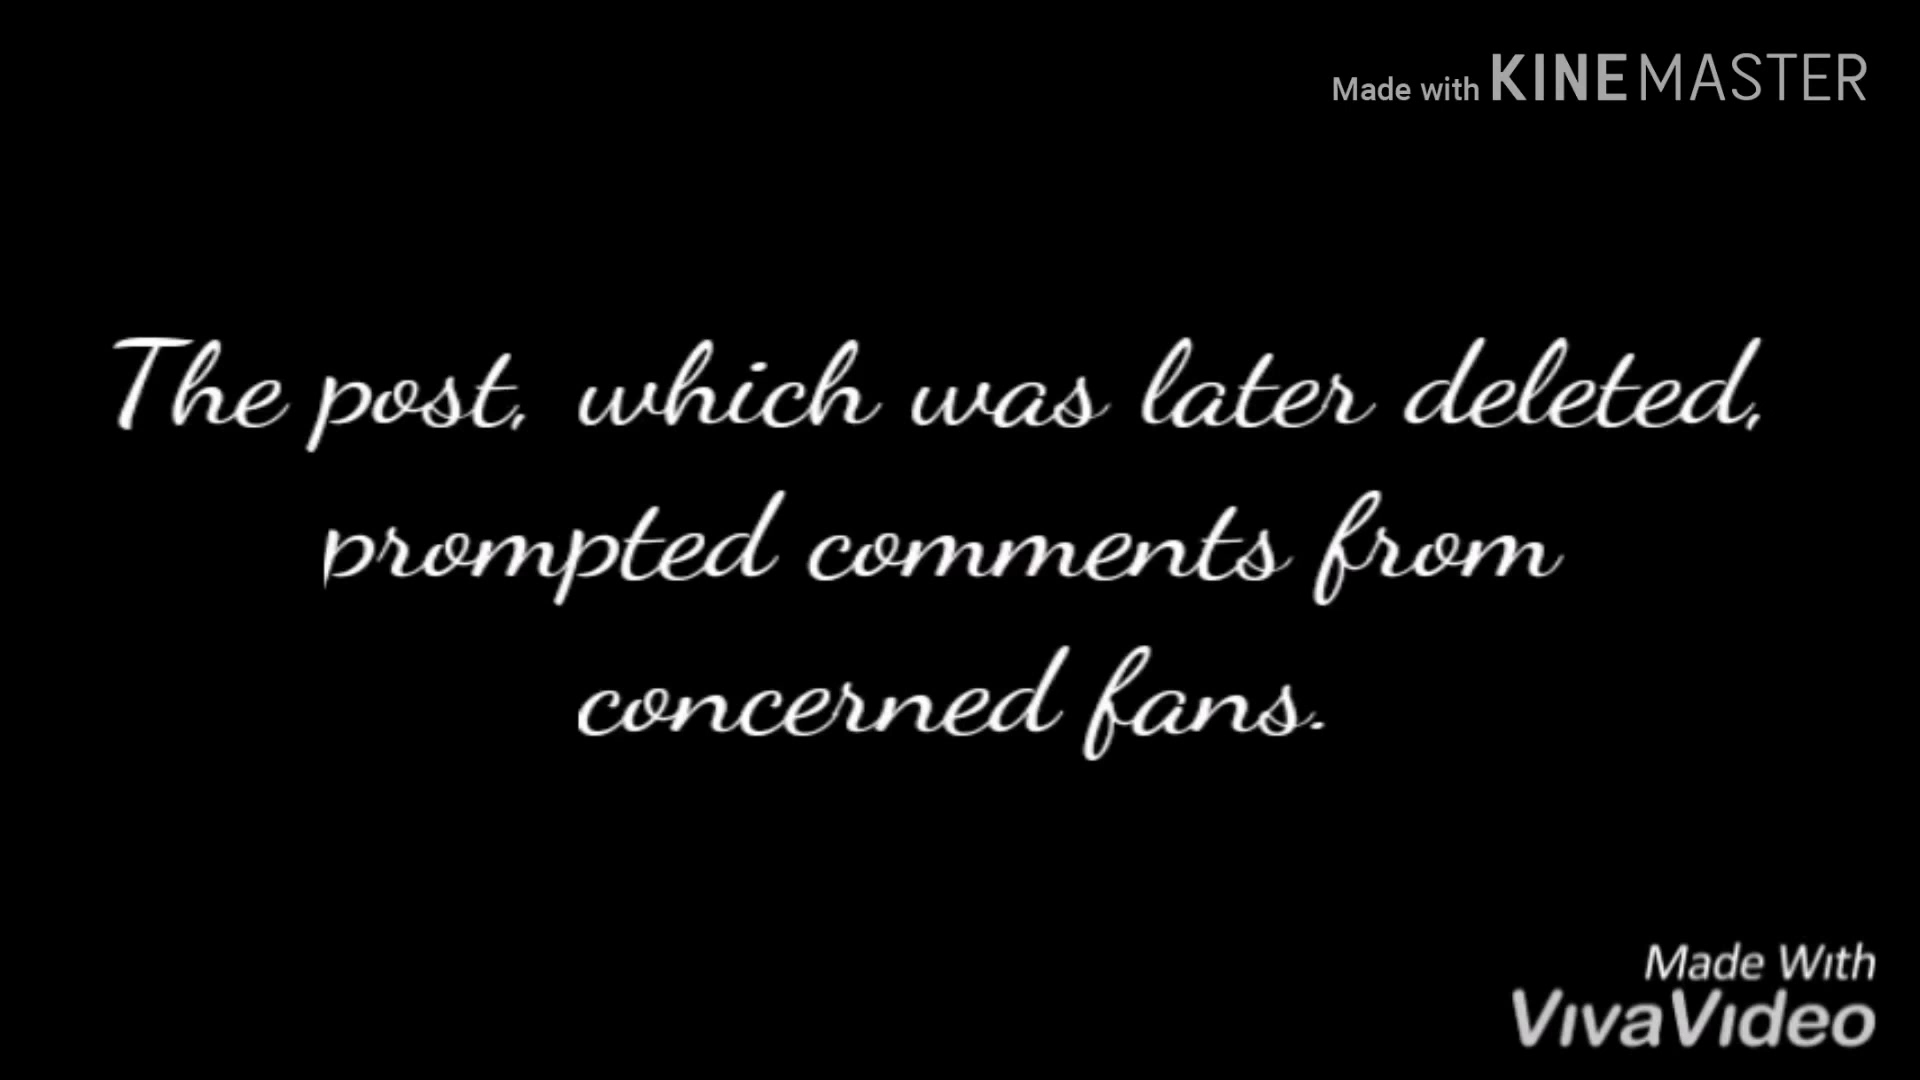 Made with KINEMASTER
The post, which was later deleted,
prompted comments from
concerned fans.
Made With
VivaVideo